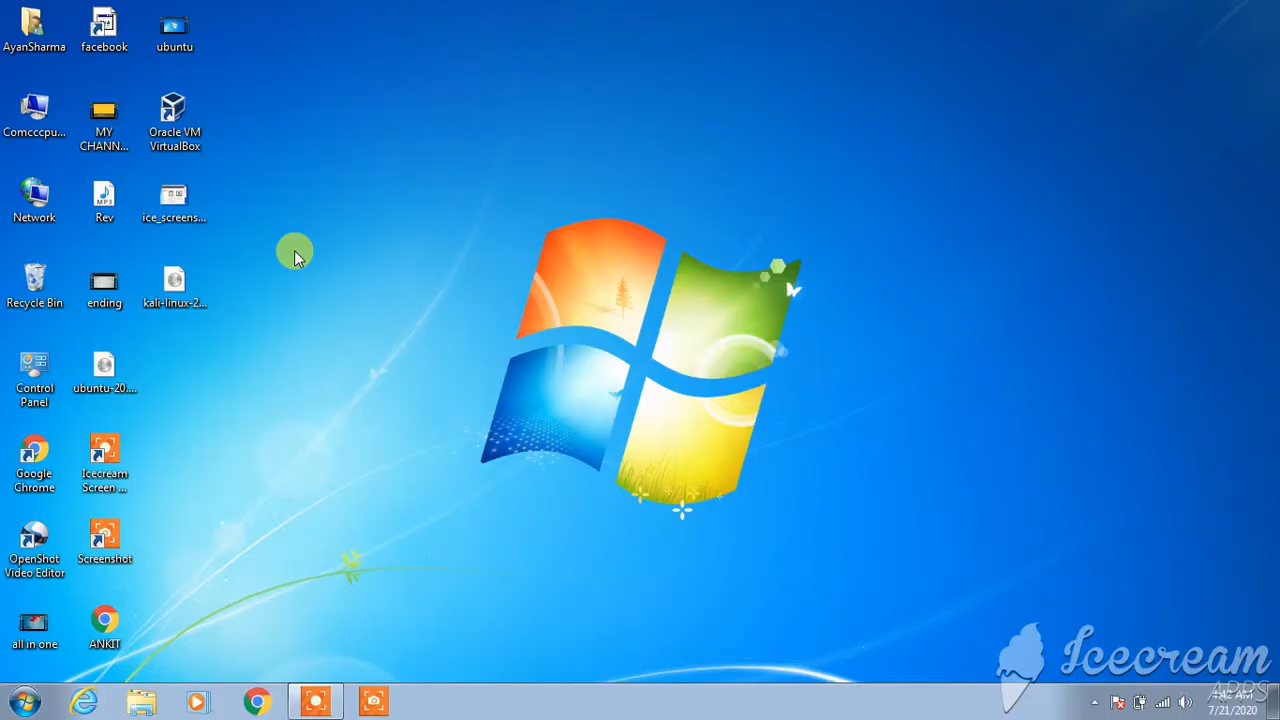 AyanSharma
facebook
ubuntu
Comcccpu...
MY
CHANN...
Oracle VM
VirtualBox
MP3
Network
Rev
ice_screens...
Recycle Bin
ending
kali-linux-2...
Control
Panel
ubuntu-20....
Google
Chrome
Icecream
Screen ...
OpenShot
Video Editor
Screenshot
all in one
ANKIT
Icecream
APPS
4:42 AM
7/21/2020